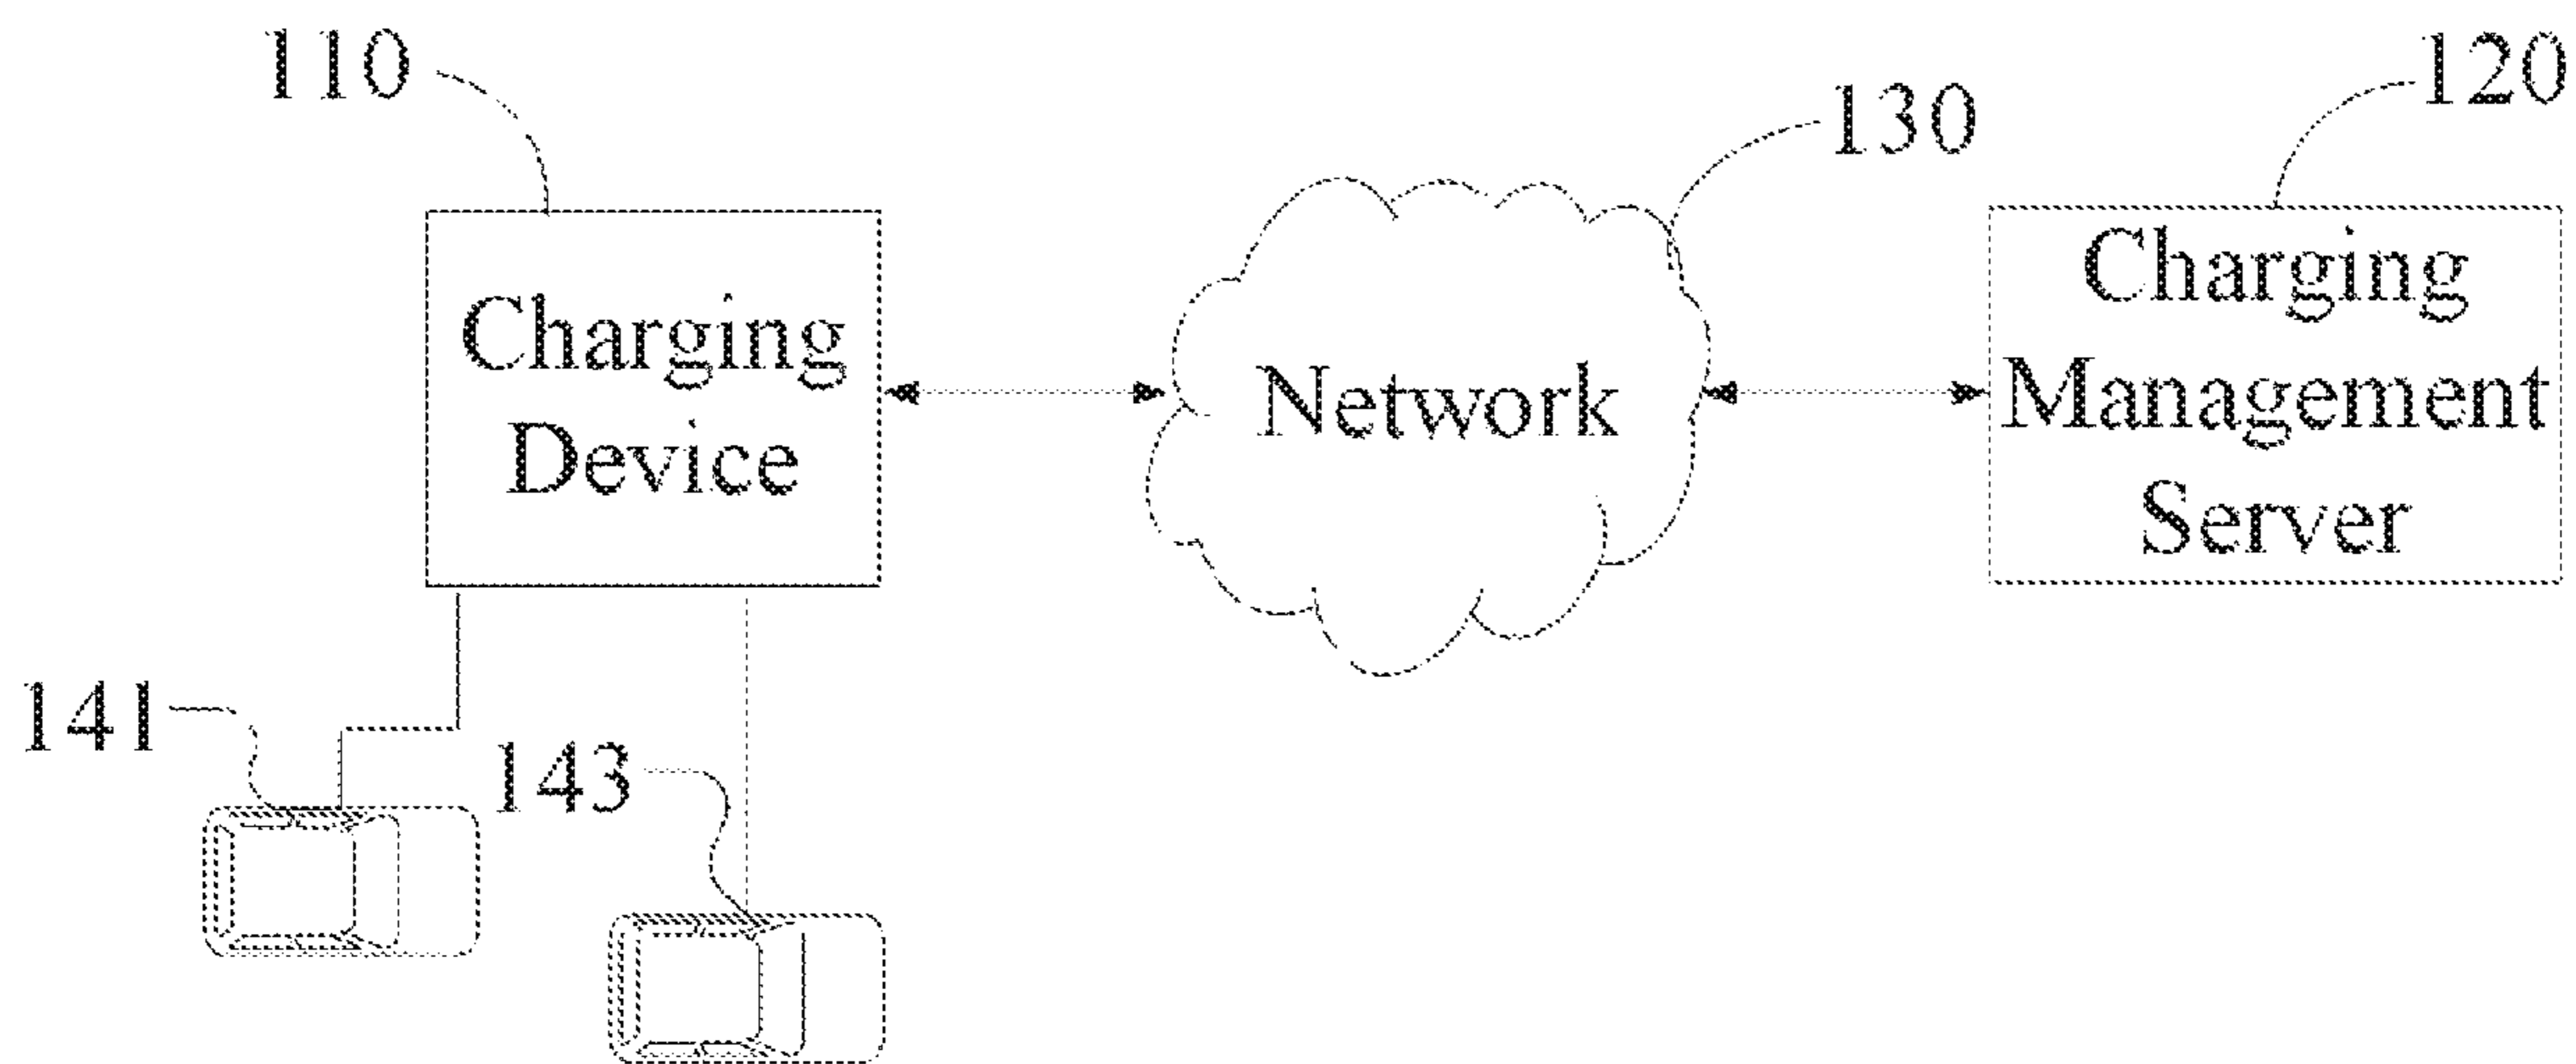 110
130
120
Charging
Device
Network
Charging
Management
Server
141
143